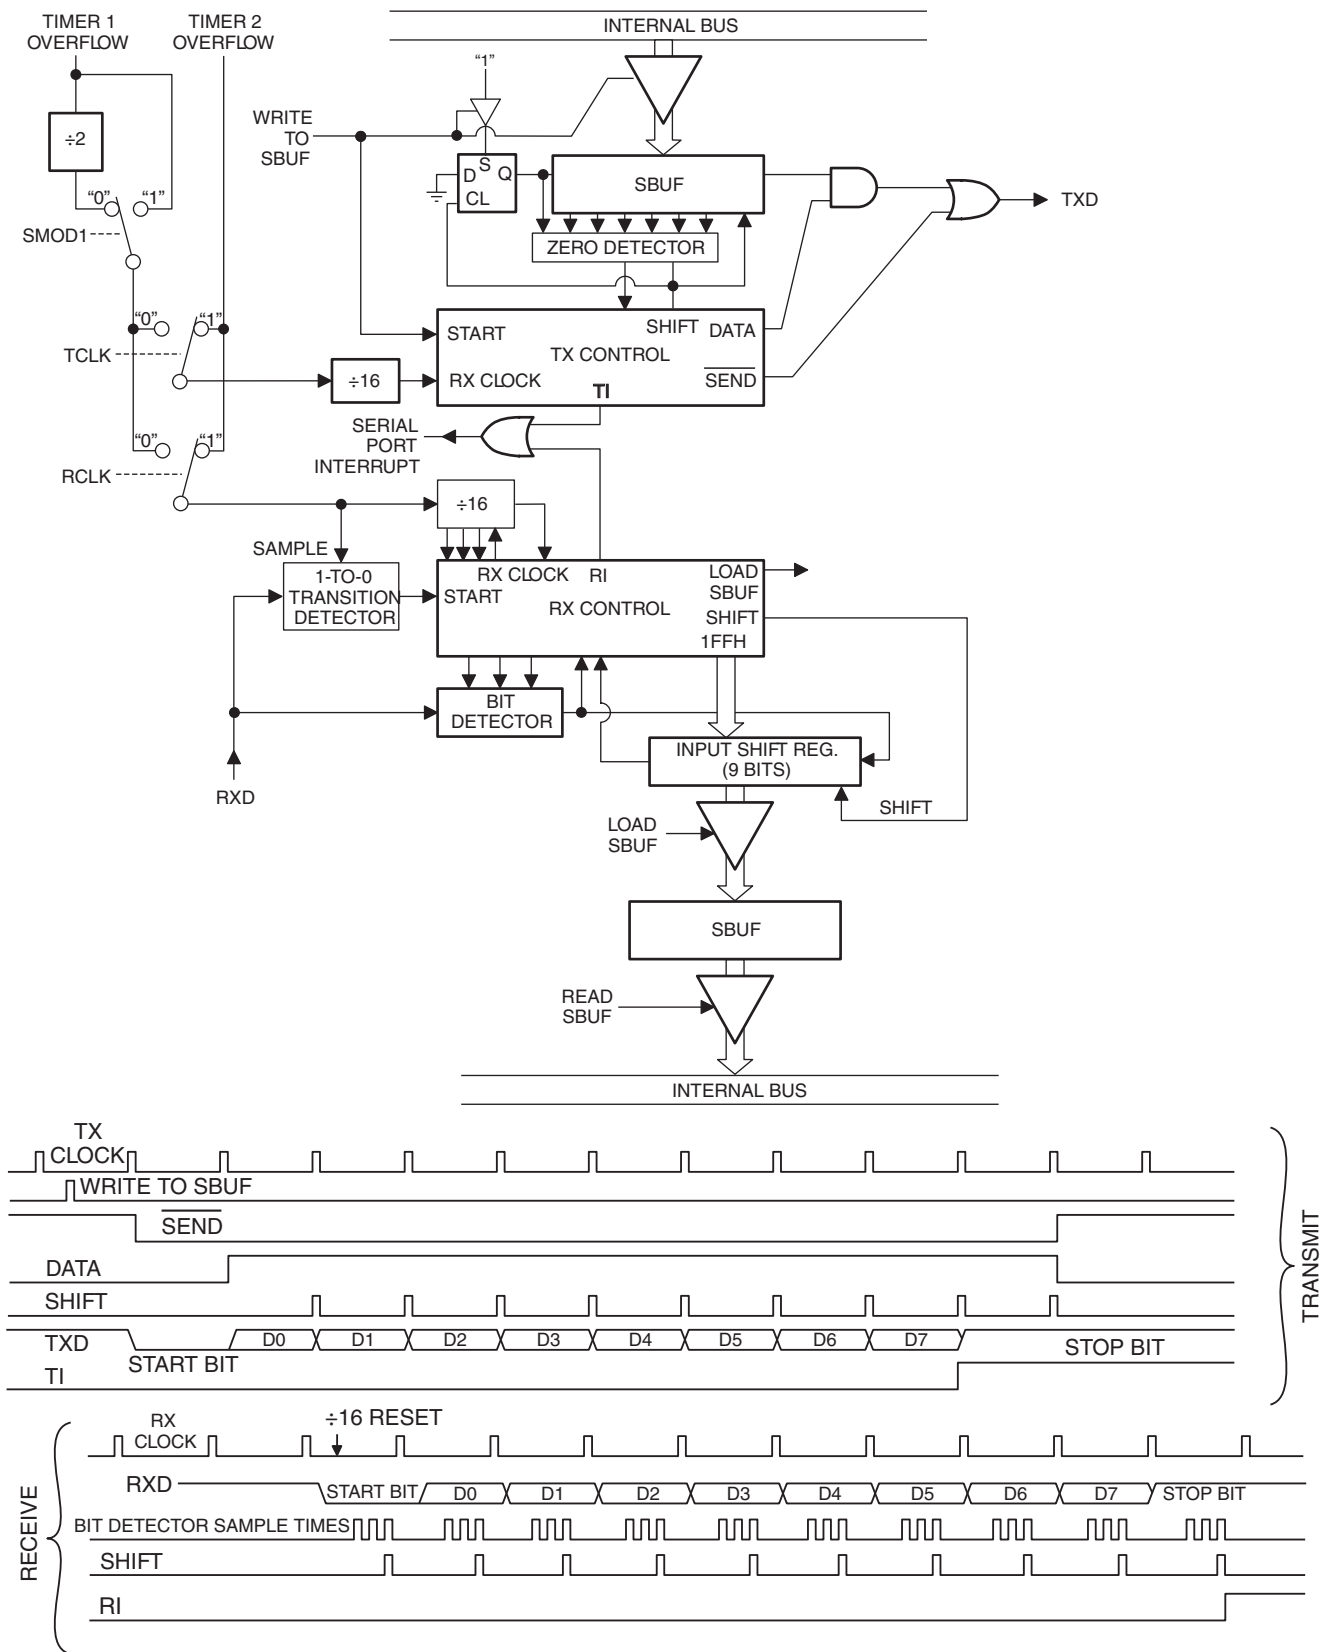 TIMER 1
OVERFLOW
TIMER 2
OVERFLOW
INTERNAL BUS
÷2
"0"
"1"
SMOD1
"1"
WRITE
TO
SBUF
D
S
Q
CL
SBUF
TXD
ZERO DETECTOR
"0"
"1"
TCLK
÷16
START
SHIFT
DATA
TX CONTROL
RX CLOCK
SEND
TI
SERIAL
PORT
INTERRUPT
"0"
"1"
RCLK
÷16
SAMPLE
1-TO-0
TRANSITION
DETECTOR
RX CLOCK
RI
LOAD
SBUF
START
RX CONTROL
SHIFT
1FFH
BIT
DETECTOR
RXD
INPUT SHIFT REG.
(9 BITS)
SHIFT
LOAD
SBUF
SBUF
READ
SBUF
INTERNAL BUS
TX
CLOCK
WRITE TO SBUF
SEND
DATA
SHIFT
TXD
START BIT
D0
D1
D2
D3
D4
D5
D6
D7
STOP BIT
TI
TRANSMIT
RX
CLOCK
÷16 RESET
RXD
START BIT
D0
D1
D2
D3
D4
D5
D6
D7
STOP BIT
BIT DETECTOR SAMPLE TIMES
SHIFT
RI
RECEIVE